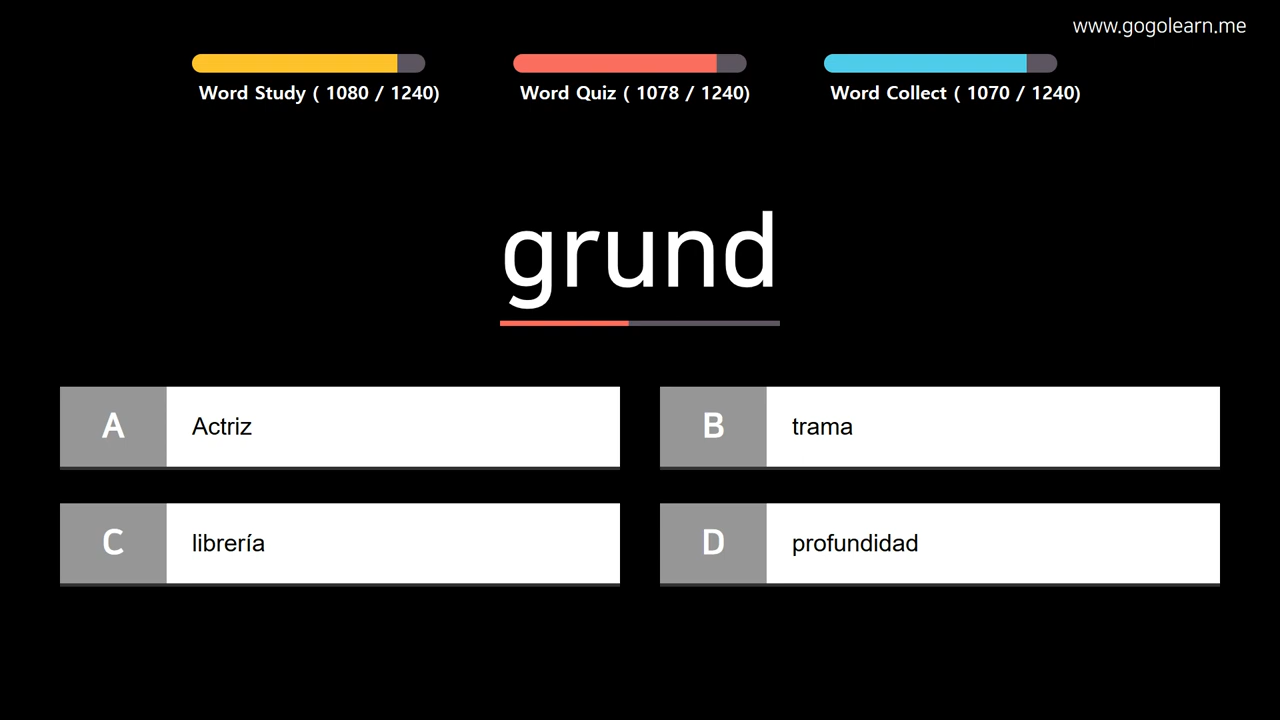 www.gogolearn.me
Word Study ( 1080 / 1240)
Word Quiz ( 1078 / 1240)
Word Collect ( 1070 / 1240)
grund
A Actriz
B trama
C librería
D profundidad